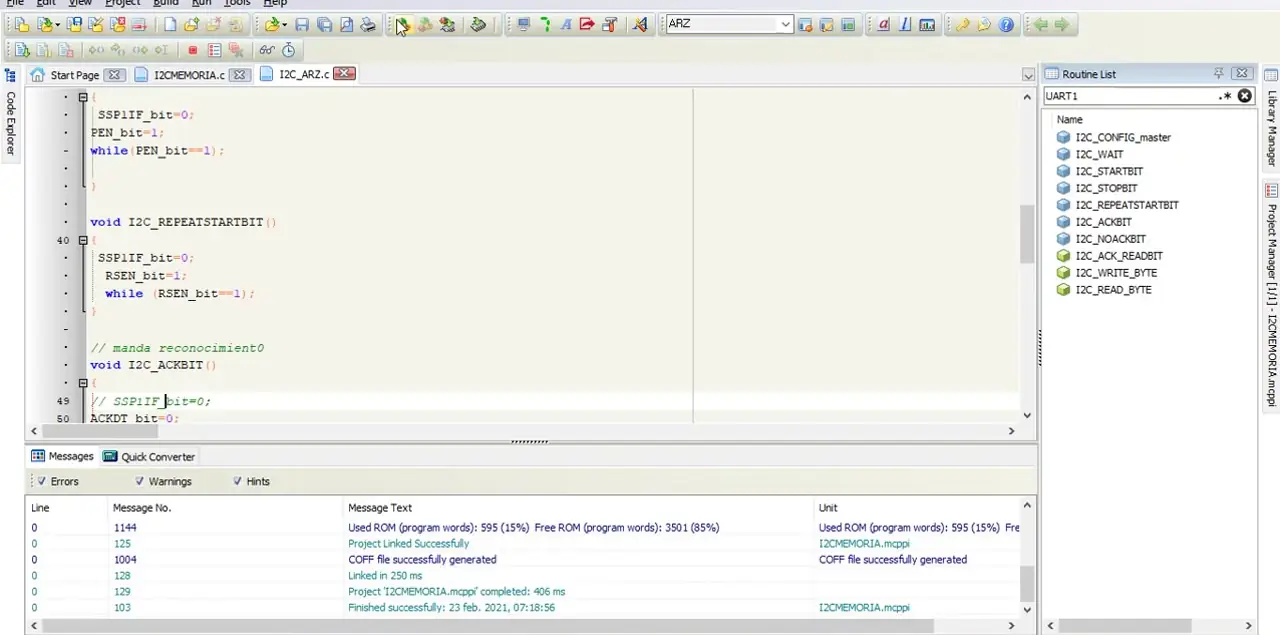 File Edit View Project Build Run Tools Help
ARZ
Start Page I2CMEMORIA.c I2C_ARZ.c
Code Explorer
{
SSP1IF_bit=0;
PEN_bit=1;
while(PEN_bit==1);
}
void I2C_REPEATSTARTBIT()
40 {
SSP1IF_bit=0;
RSEN_bit=1;
while (RSEN_bit==1);
}
// manda reconocimient0
void I2C_ACKBIT()
{
49 // SSP1IF_bit=0;
50 ACKDT_bit=0;
Routine List
UART1 .*
Name
I2C_CONFIG_master
I2C_WAIT
I2C_STARTBIT
I2C_STOPBIT
I2C_REPEATSTARTBIT
I2C_ACKBIT
I2C_NOACKBIT
I2C_ACK_READBIT
I2C_WRITE_BYTE
I2C_READ_BYTE
Library Manager
Project Manager [1/1] - I2CMEMORIA.mcppi
Messages Quick Converter
Errors Warnings Hints
Line Message No. Message Text Unit
0 1144 Used ROM (program words): 595 (15%) Free ROM (program words): 3501 (85%) Used ROM (program words): 595 (15%) Fre
0 125 Project Linked Successfully I2CMEMORIA.mcppi
0 1004 COFF file successfully generated COFF file successfully generated
0 128 Linked in 250 ms
0 129 Project 'I2CMEMORIA.mcppi' completed: 406 ms
0 103 Finished successfully: 23 feb. 2021, 07:18:56 I2CMEMORIA.mcppi